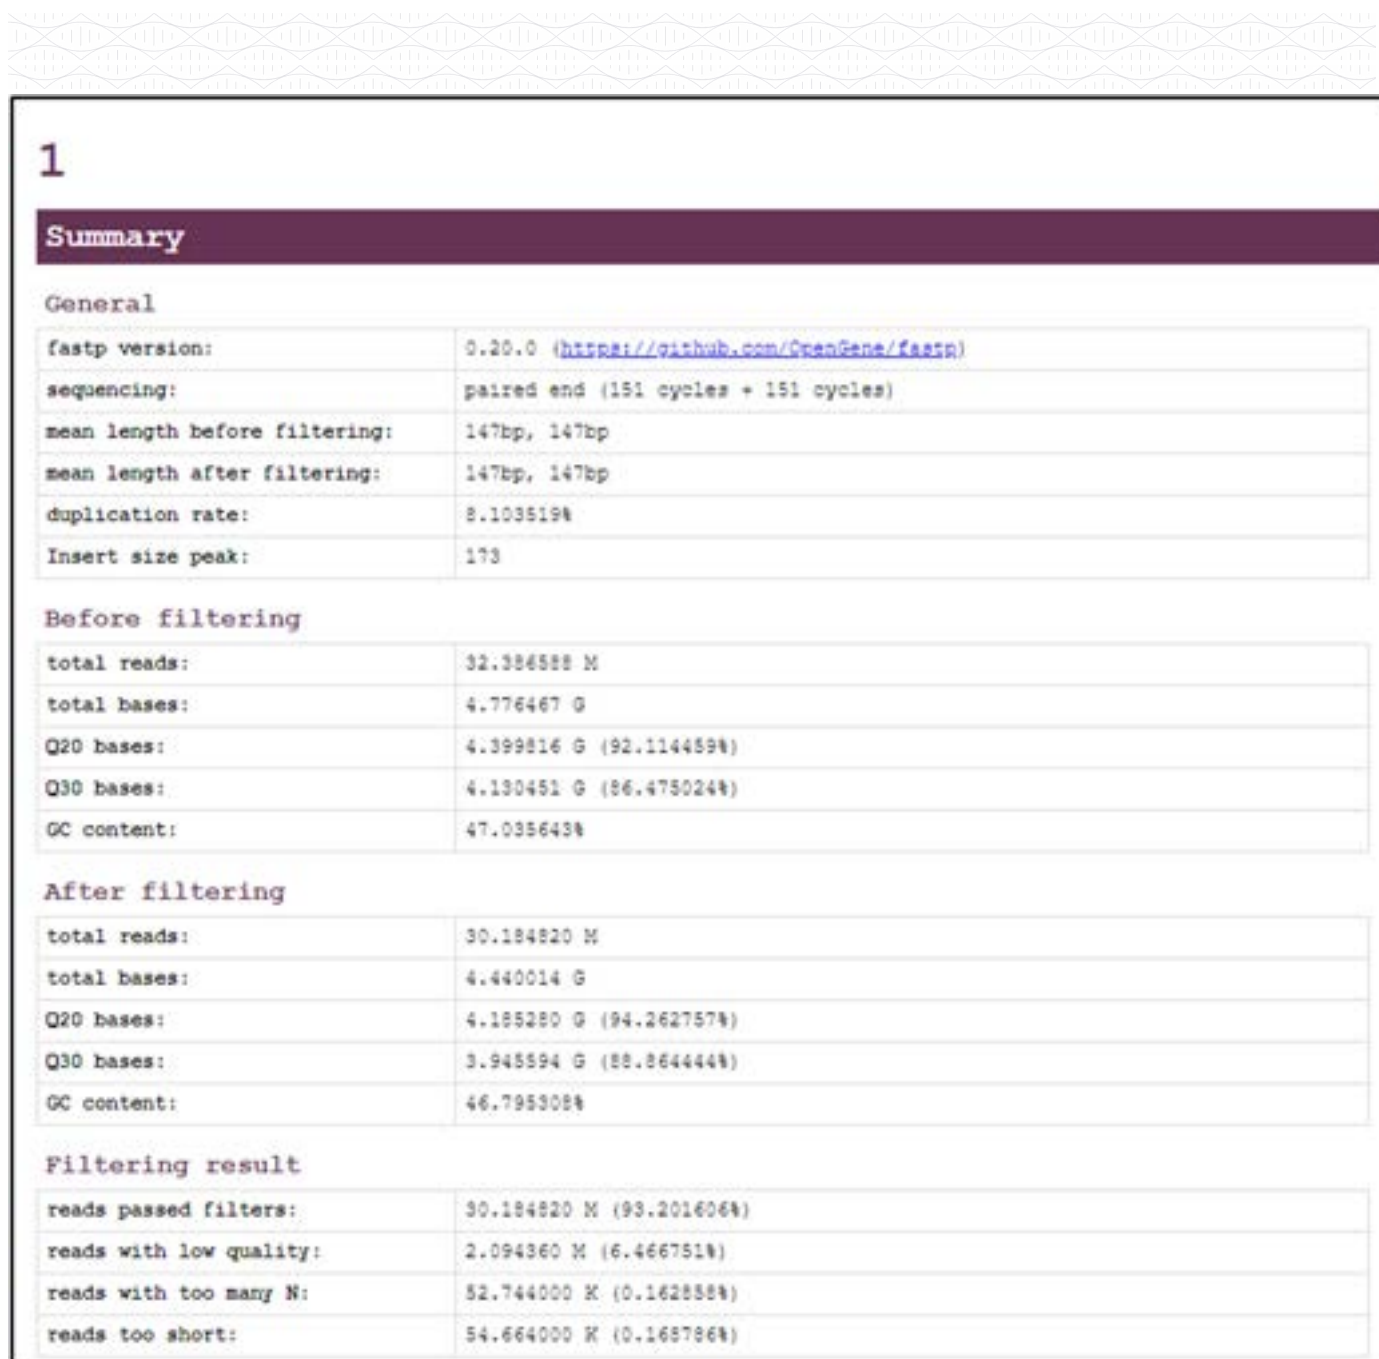 1
Summary
General
fastp version: 0.20.0 (https://github.com/OpenGene/fastp)
sequencing: paired end (151 cycles + 151 cycles)
mean length before filtering: 147bp, 147bp
mean length after filtering: 147bp, 147bp
duplication rate: 8.103519%
Insert size peak: 173
Before filtering
total reads: 32.386588 M
total bases: 4.776467 G
Q20 bases: 4.399816 G (92.114459%)
Q30 bases: 4.130451 G (86.475024%)
GC content: 47.035643%
After filtering
total reads: 30.184820 M
total bases: 4.440014 G
Q20 bases: 4.185280 G (94.262757%)
Q30 bases: 3.945594 G (88.864444%)
GC content: 46.795308%
Filtering result
reads passed filters: 30.184820 M (93.201606%)
reads with low quality: 2.094360 M (6.466751%)
reads with too many N: 52.744000 K (0.162858%)
reads too short: 54.664000 K (0.168786%)